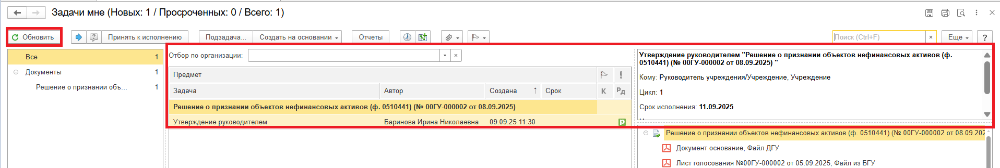 Задачи мне (Новых: 1 / Просроченных: 0 / Всего: 1)
Обновить
Принять к исполнению
Подзадача...
Создать на основании
Отчеты
Поиск (Ctrl+F)
×
Еще
?
Все 1
Документы 1
Решение о признании объ... 1
Отбор по организации:
×
Предмет
Задача Автор Создана ↑ Срок К Рд
Решение о признании объектов нефинансовых активов (ф. 0510441) (№ 00ГУ-000002 от 08.09.2025)
Утверждение руководителем Баринова Ирина Николаевна 09.09.25 11:30 P
Утверждение руководителем "Решение о признании объектов нефинансовых активов (ф.
0510441) (№ 00ГУ-000002 от 08.09.2025) "
Кому: Руководитель учреждения/Учреждение, Учреждение
Цикл: 1
Срок исполнения: 11.09.2025
Решение о признании объектов нефинансовых активов (ф. 0510441) (№ 00ГУ-000002 от 08.09.202
Документ основание, Файл ДГУ
Лист голосования №00ГУ-000002 от 05.09.2025, Файл из БГУ